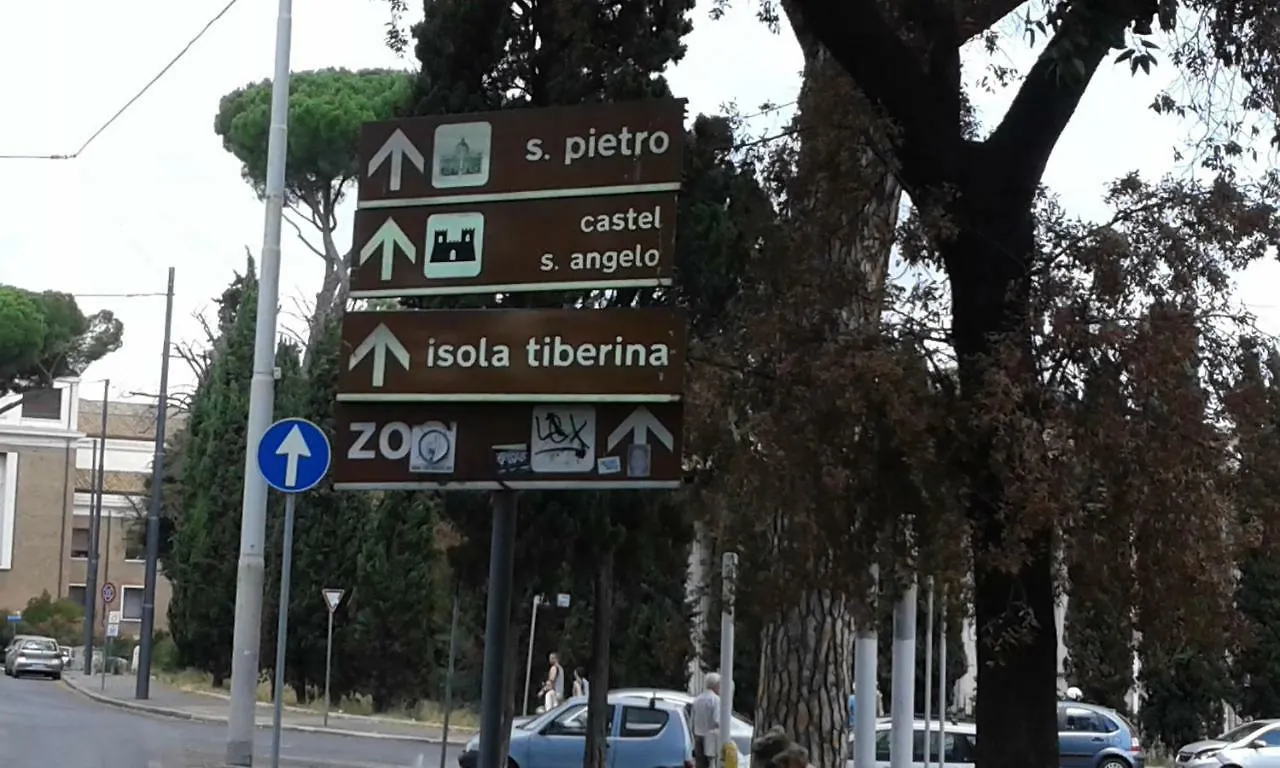 s. pietro
castel
s. angelo
isola tiberina
ZOO